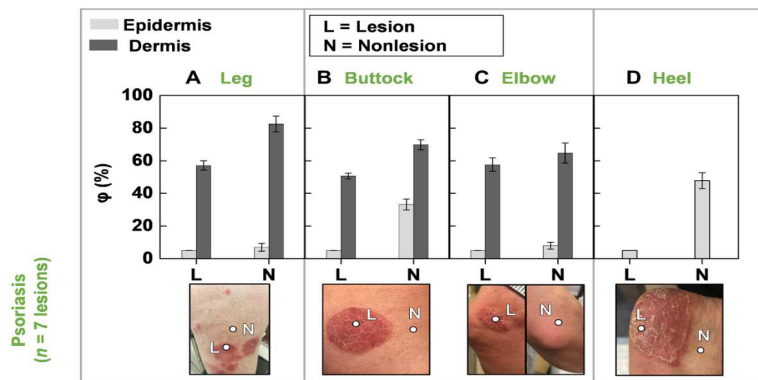 Epidermis
Dermis
L = Lesion
N = Nonlesion
A Leg
B Buttock
C Elbow
D Heel
φ (%)
100
80
60
40
20
0
L N
L N
L N
L N
Psoriasis
(n = 7 lesions)
N
L
L
N
L
N
L
N